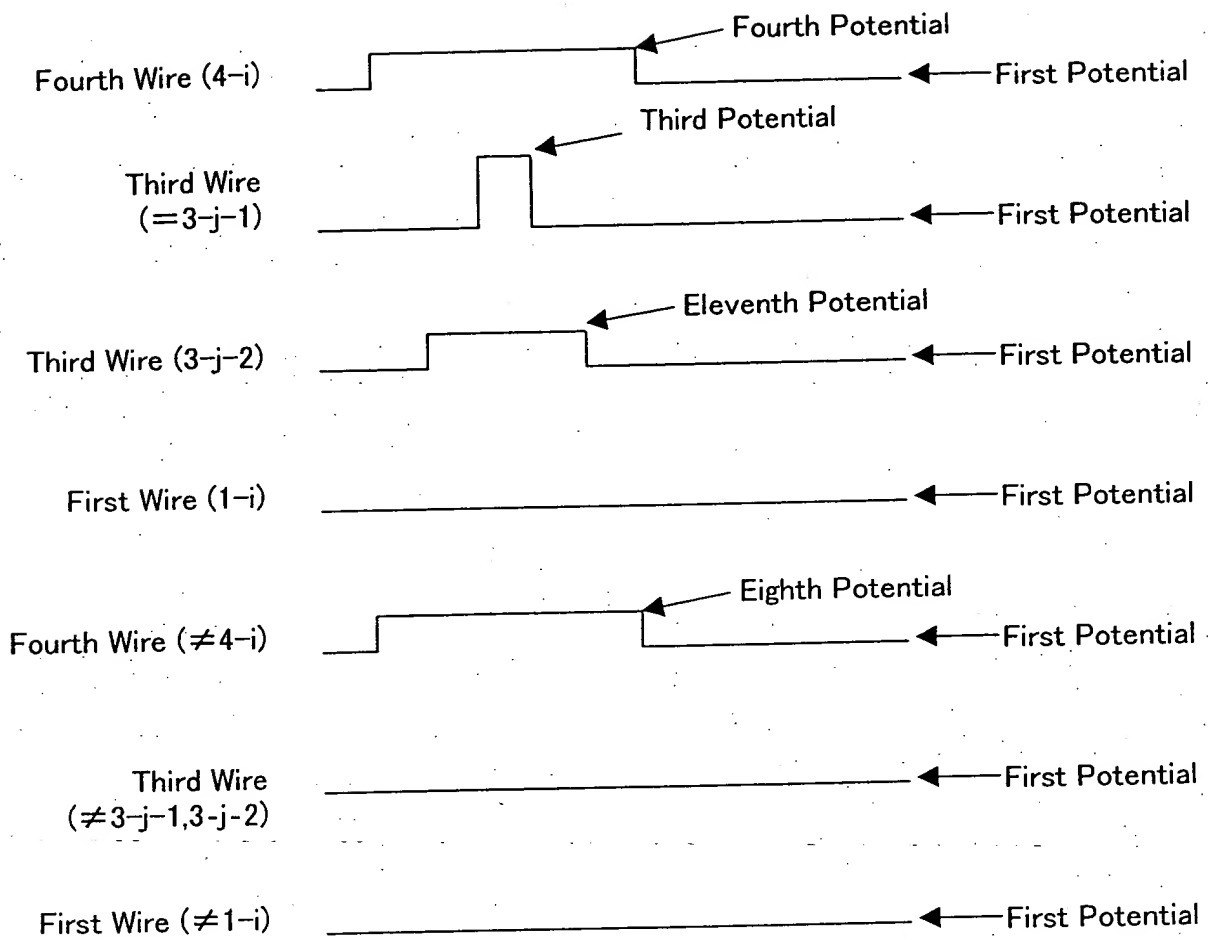 Fourth Potential
Fourth Wire (4-i)
First Potential
Third Potential
Third Wire
(=3-j-1)
First Potential
Eleventh Potential
Third Wire (3-j-2)
First Potential
First Wire (1-i)
First Potential
Eighth Potential
Fourth Wire (≠4-i)
First Potential
Third Wire
(≠3-j-1,3-j-2)
First Potential
First Wire (≠1-i)
First Potential